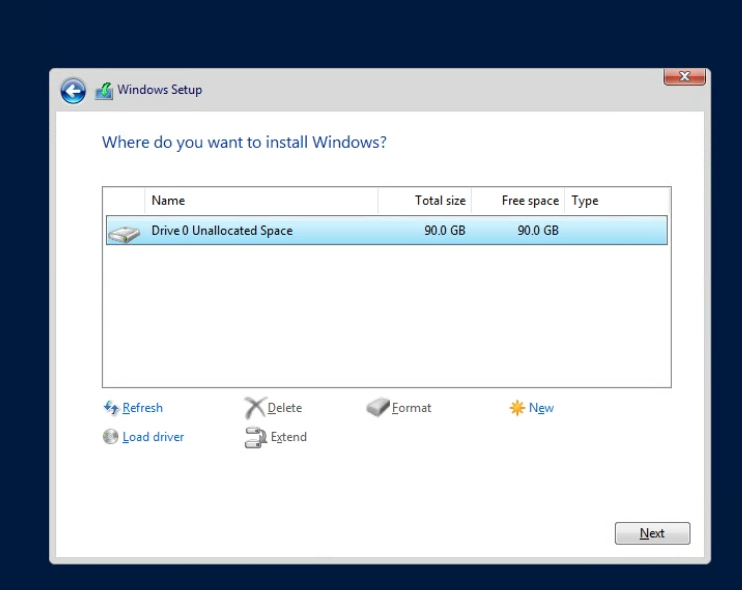 Windows Setup
Where do you want to install Windows?
Name Total size Free space Type
Drive 0 Unallocated Space 90.0 GB 90.0 GB
Refresh Delete Format New
Load driver Extend
Next